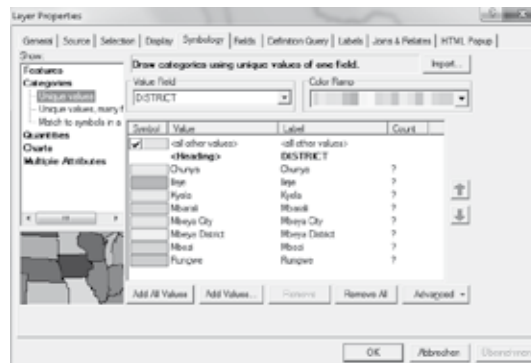 Layer Properties
General Source Selection Display Symbology Fields Definition Query Labels Joins & Relates HTML Popup
Show:
Features
Categories
Unique values
Unique values, many f
Match to symbols in a
Quantities
Charts
Multiple Attributes
Draw categories using unique values of one field.
Import...
Value Field
DISTRICT
Color Ramp
Symbol Value Label Count
<all other values> <all other values>
<Heading> DISTRICT
Chunya Chunya ?
Ileje Ileje ?
Kyela Kyela ?
Mbarali Mbarali ?
Mbeya City Mbeya City ?
Mbeya District Mbeya District ?
Mbozi Mbozi ?
Rungwe Rungwe ?
Add All Values Add Values... Remove Remove All Advanced
OK Abbrechen Übernehmen